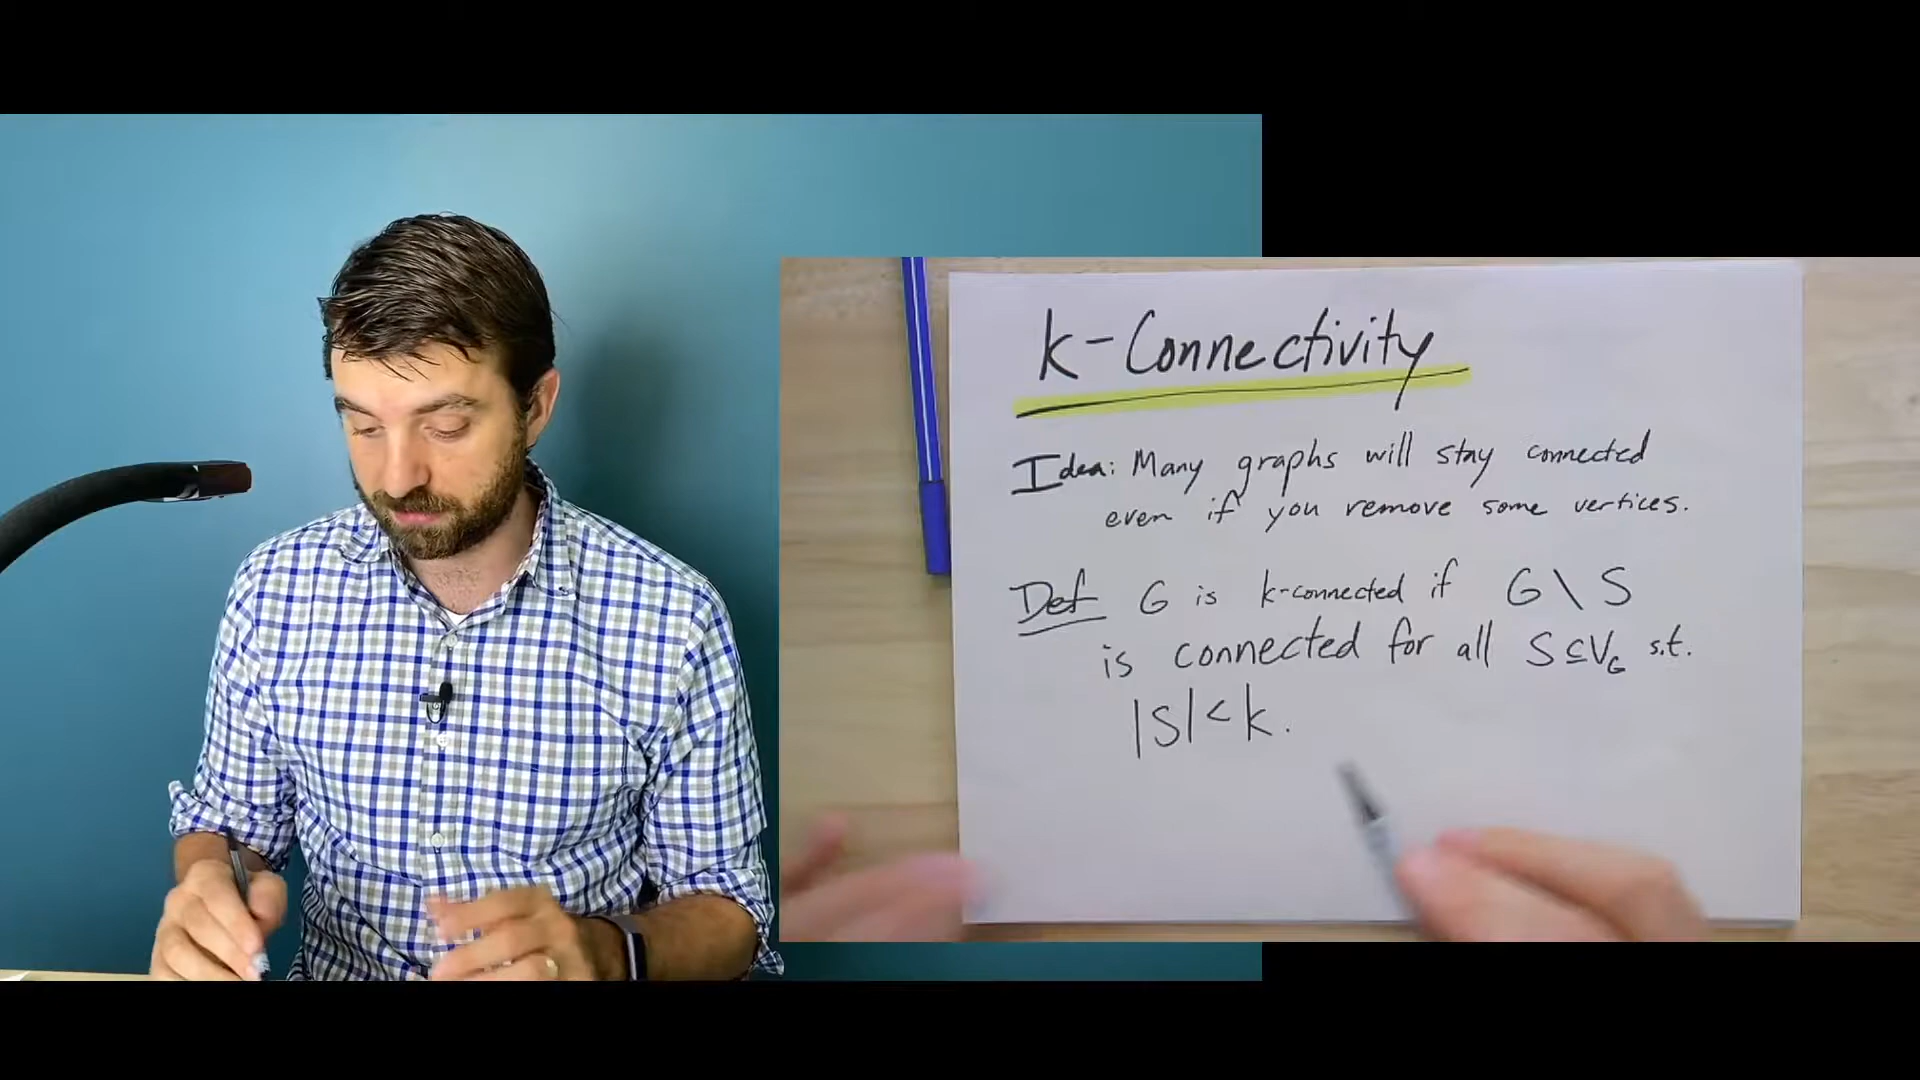 k-Connectivity
Idea: Many graphs will stay connected
even if you remove some vertices.
Def G is k-connected if G \ S
is connected for all S ⊆ V_G s.t.
|S| < k.